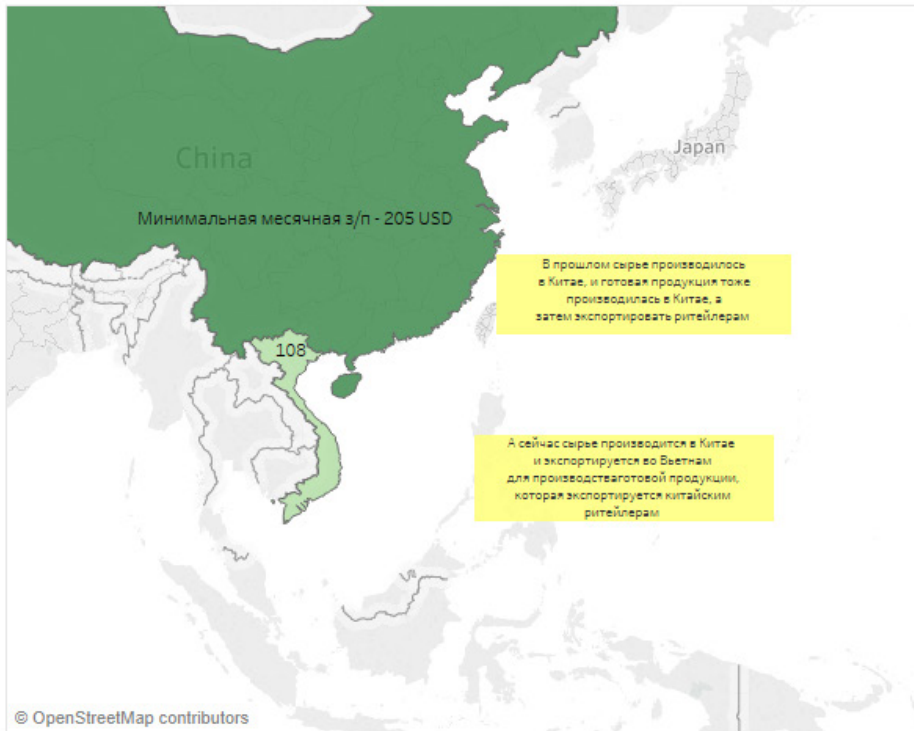 China
Japan
Минимальная месячная з/п - 205 USD
В прошлом сырье производилось
в Китае, и готовая продукция тоже
производилась в Китае, а
затем экспортировать ритейлерам
108
А сейчас сырье производится в Китае
и экспортируется во Вьетнам
для производстваготовой продукции,
которая экспортируется китайским
ритейлерам
© OpenStreetMap contributors